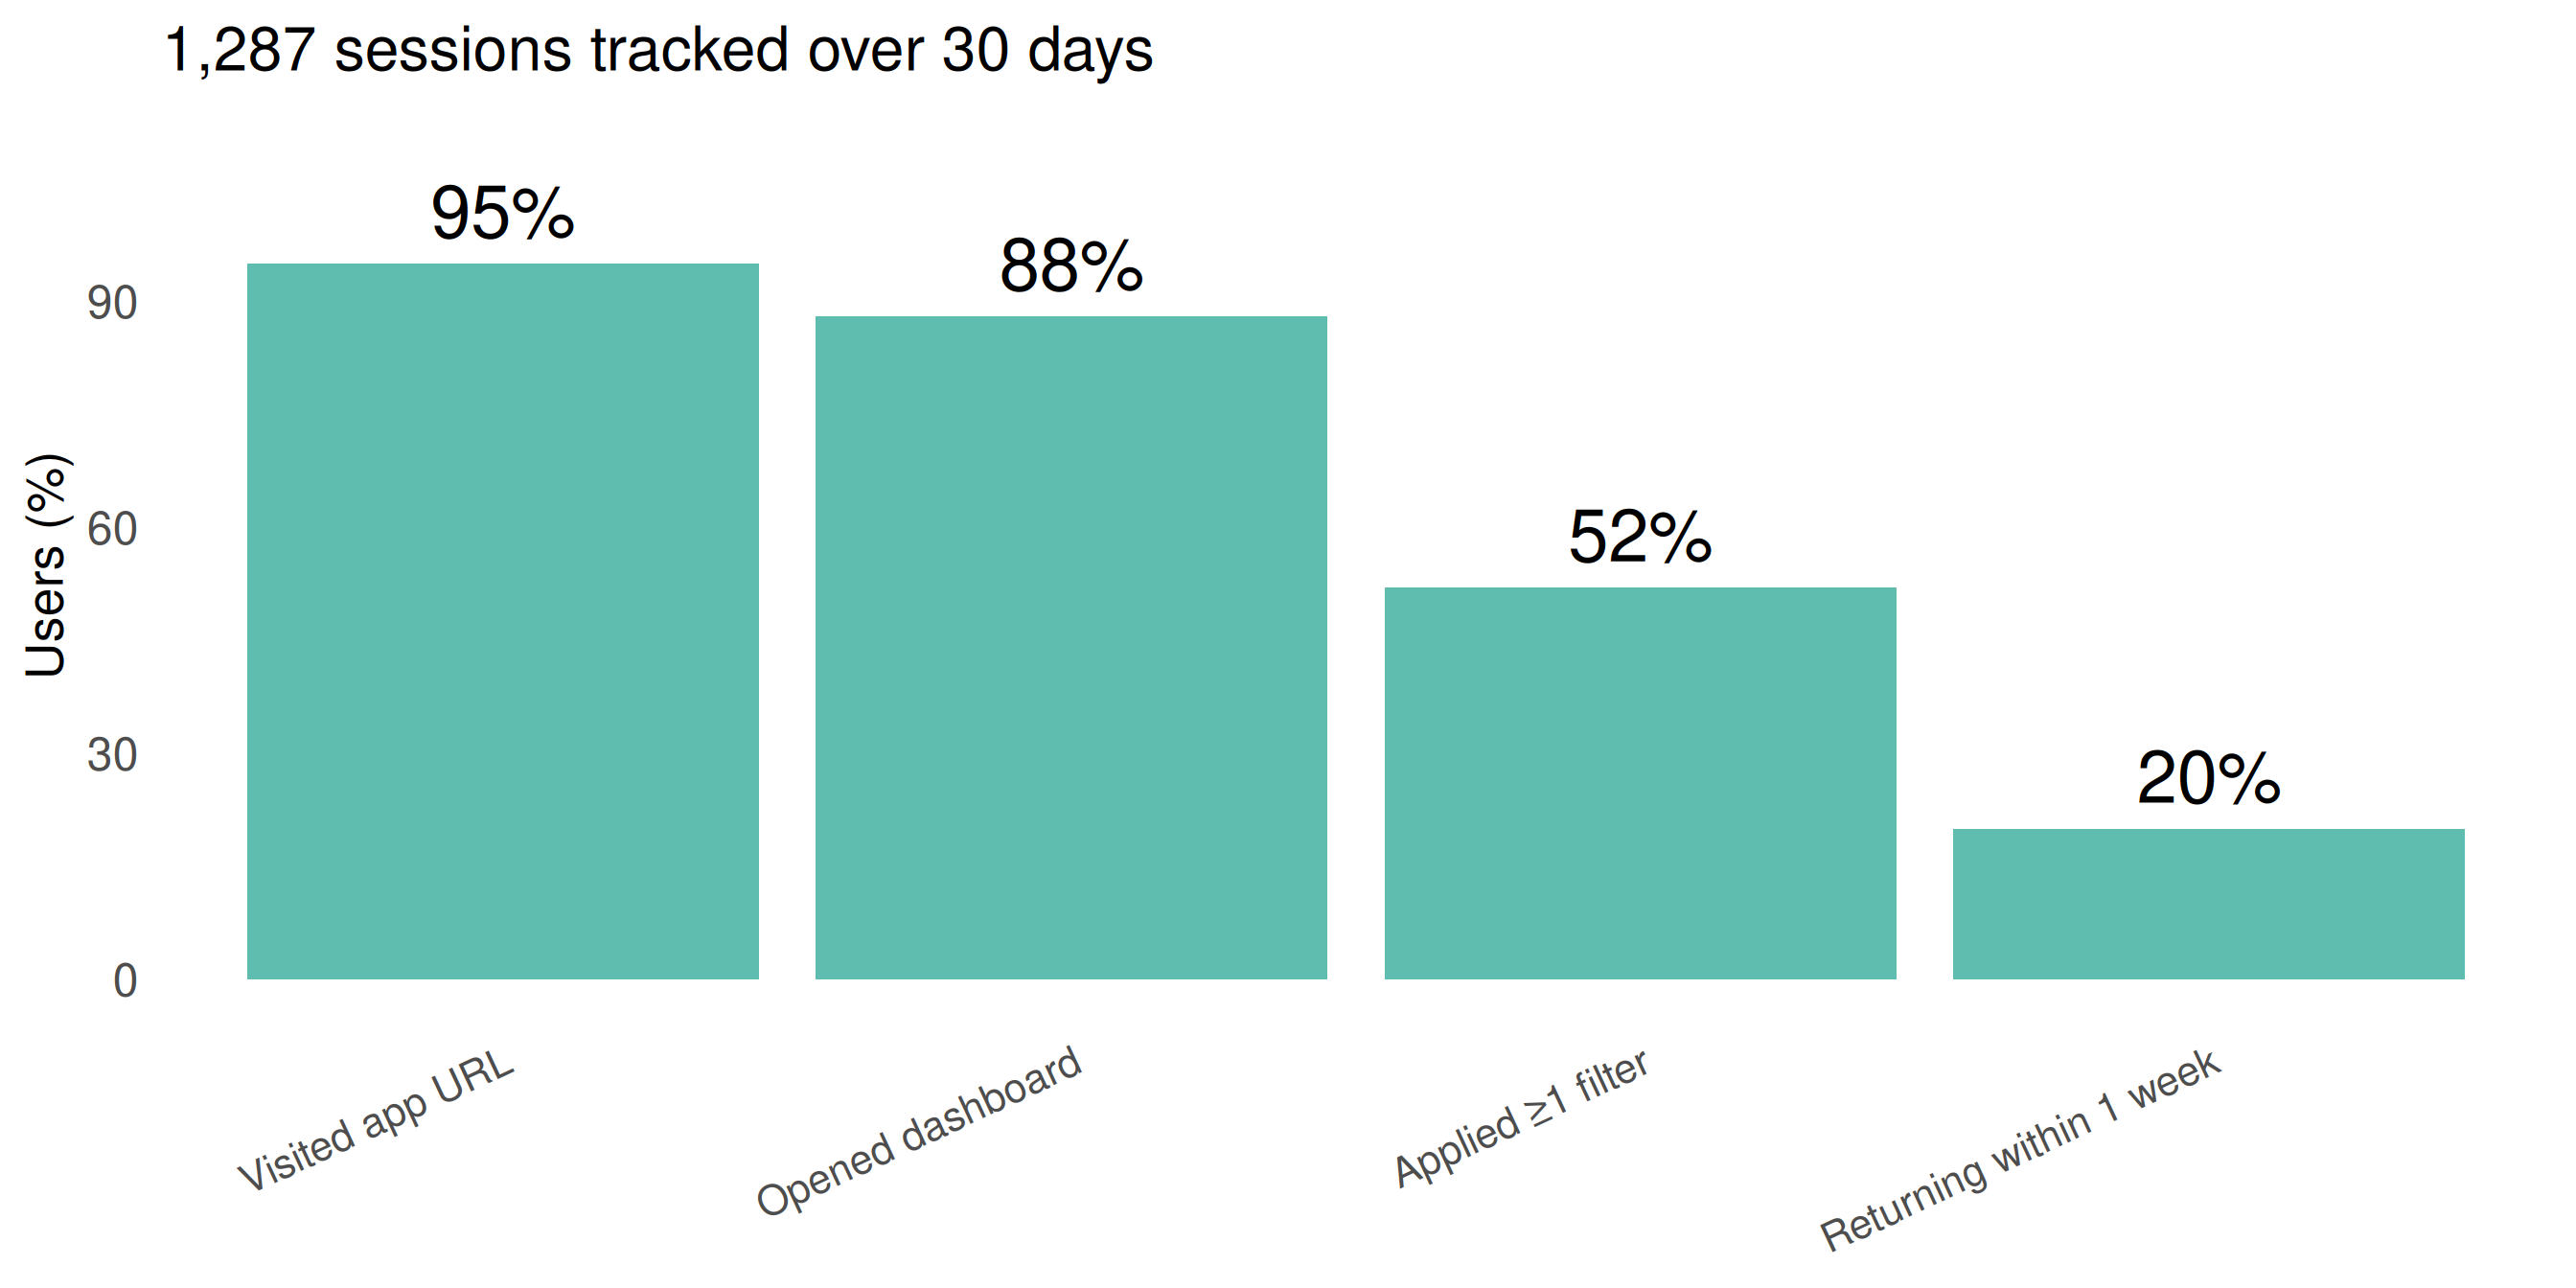 1,287 sessions tracked over 30 days
95%
88%
52%
20%
Users (%)
90
60
30
0
Visited app URL
Opened dashboard
Applied ≥1 filter
Returning within 1 week